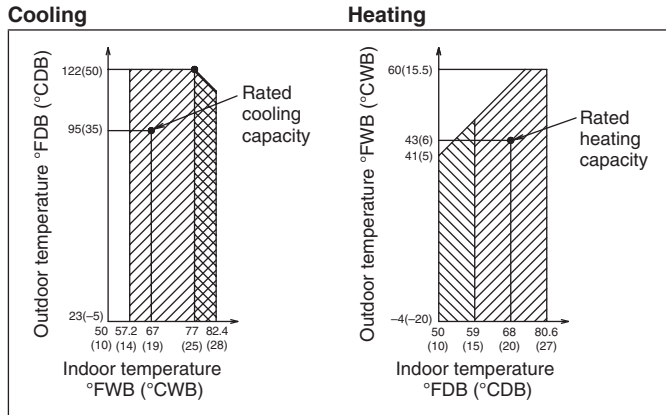 Cooling
Outdoor temperature °FDB (°CDB)
122(50)
95(35)
23(−5)
Rated
cooling
capacity
50 57.2 67 77 82.4
(10) (14) (19) (25) (28)
Indoor temperature
°FWB (°CWB)
Heating
Outdoor temperature °FWB (°CWB)
60(15.5)
43(6)
41(5)
−4(−20)
Rated
heating
capacity
50 59 68 80.6
(10) (15) (20) (27)
Indoor temperature
°FDB (°CDB)